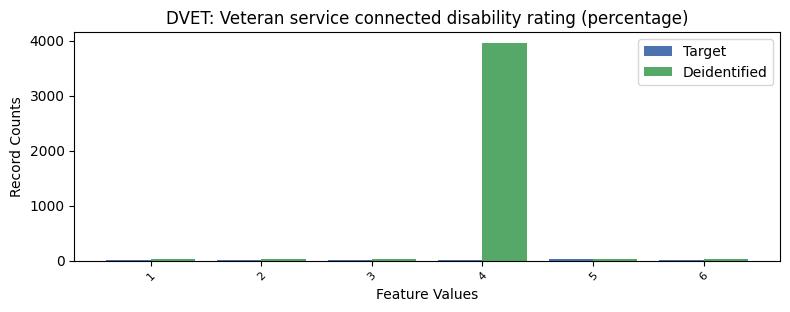 DVET: Veteran service connected disability rating (percentage)
Target
Deidentified
Record Counts
4000
3000
2000
1000
0
1 2 3 4 5 6
Feature Values